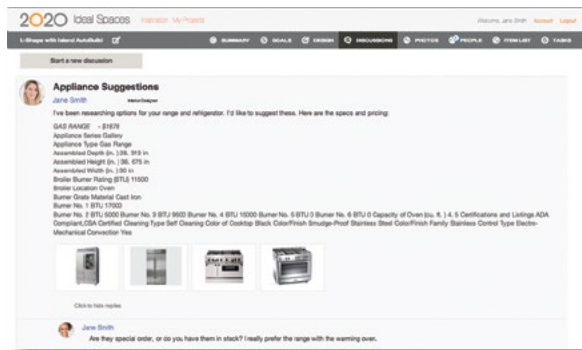 2020 Ideal Spaces Inspiration My Projects Welcome, Jane Smith Account Logout
L-Shape with Island AutoBuild SUMMARY GOALS DESIGN DISCUSSIONS PHOTOS PEOPLE ITEM LIST TASKS
Start a new discussion
Appliance Suggestions
Jane Smith Interior Designer
I've been researching options for your range and refrigerator. I'd like to suggest these. Here are the specs and pricing:
GAS RANGE - $1678
Appliance Series Gallery
Appliance Type Gas Range
Assembled Depth (in. ) 28. 313 in
Assembled Height (in. ) 36. 675 in
Assembled Width (in. ) 30 in
Broiler Burner Rating (BTU) 11500
Broiler Location Oven
Burner Grate Material Cast Iron
Burner No. 1 BTU 17000
Burner No. 2 BTU 5000 Burner No. 3 BTU 9500 Burner No. 4 BTU 15000 Burner No. 5 BTU 0 Burner No. 6 BTU 0 Capacity of Oven (cu. ft. ) 4. 5 Certifications and Listings ADA
Compliant,CSA Certified Cleaning Type Self Cleaning Color of Cooktop Black Color/Finish Smudge-Proof Stainless Steel Color/Finish Family Stainless Control Type Electro-
Mechanical Convection Yes
Click to hide replies
Jane Smith
Are they special order, or do you have them in stock? I really prefer the range with the warming oven.